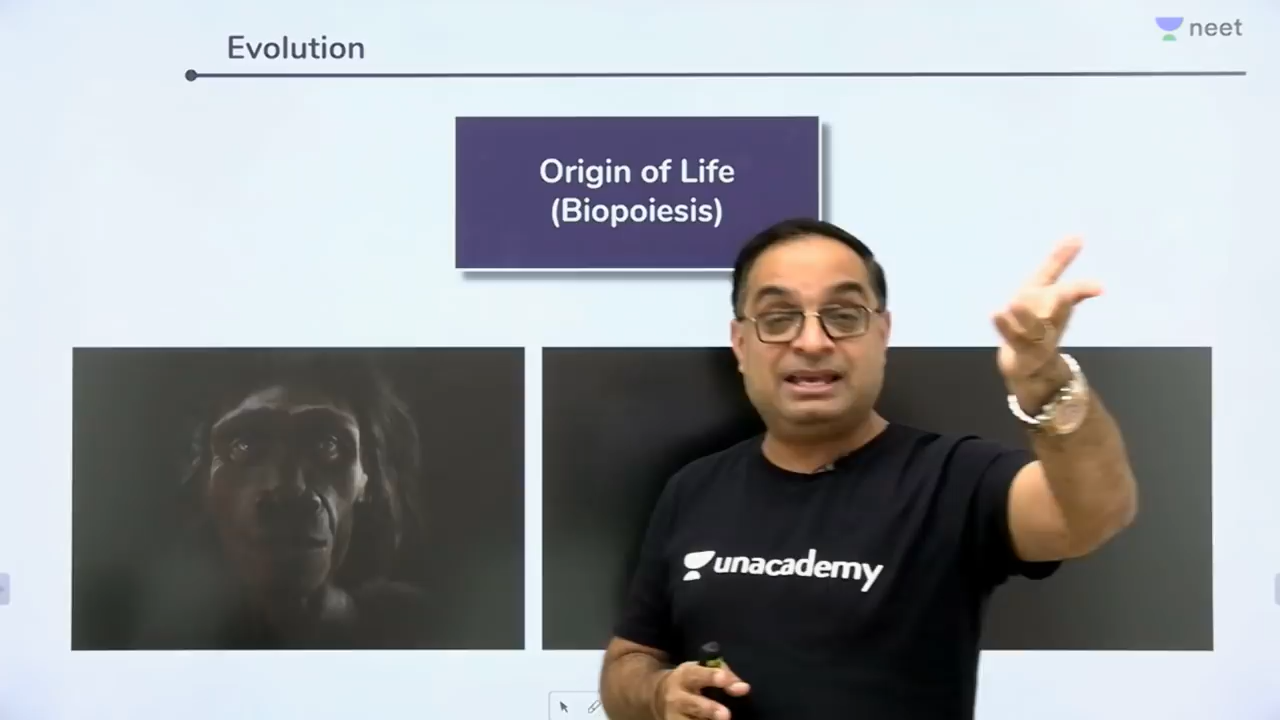 Evolution
neet
Origin of Life
(Biopoiesis)
unacademy